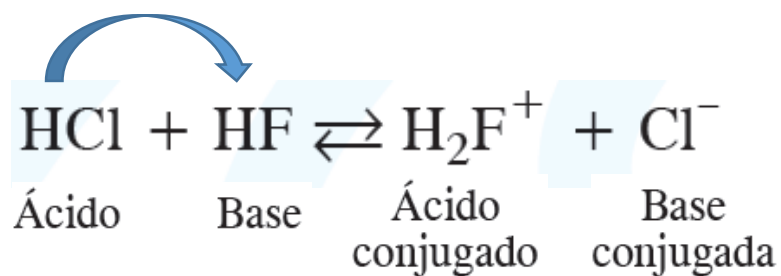 HCl + HF ⇄ H₂F⁺ + Cl⁻
Ácido Base Ácido conjugado Base conjugada